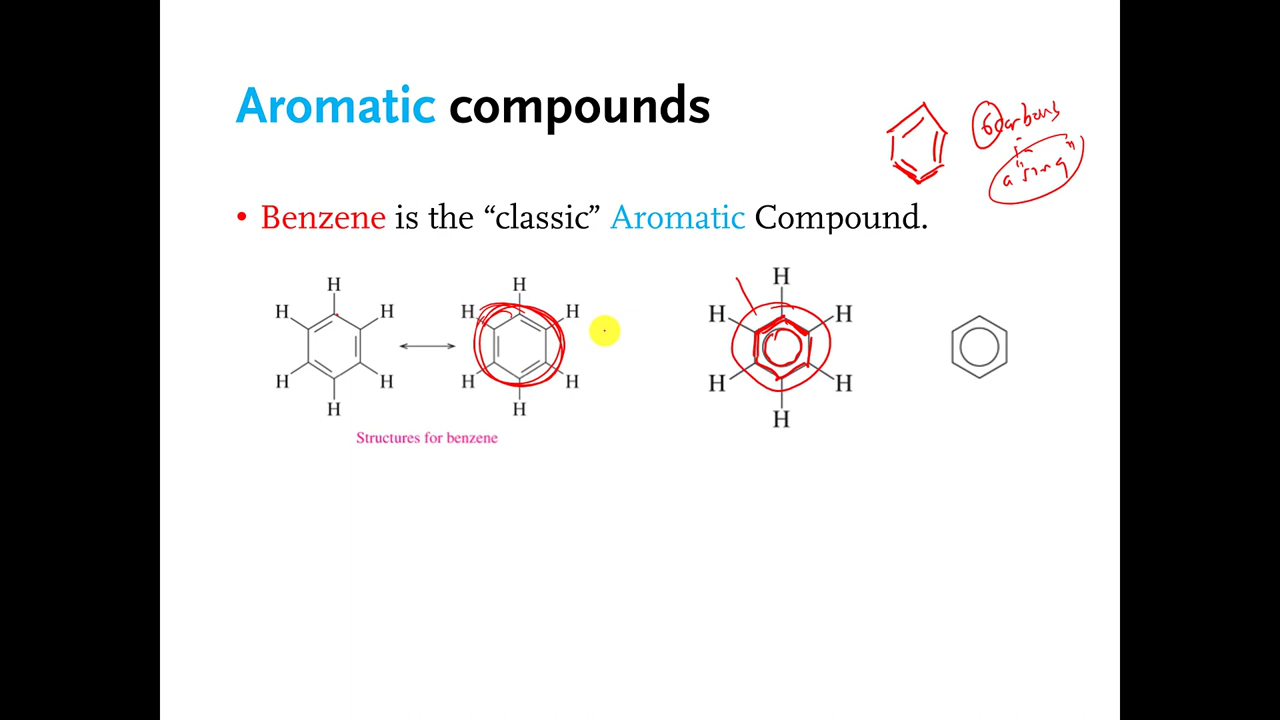 Aromatic compounds
6 carbons
in
a "ring"
• Benzene is the “classic” Aromatic Compound.
H H H
H H H H H H
H H H H H H
H H H
Structures for benzene